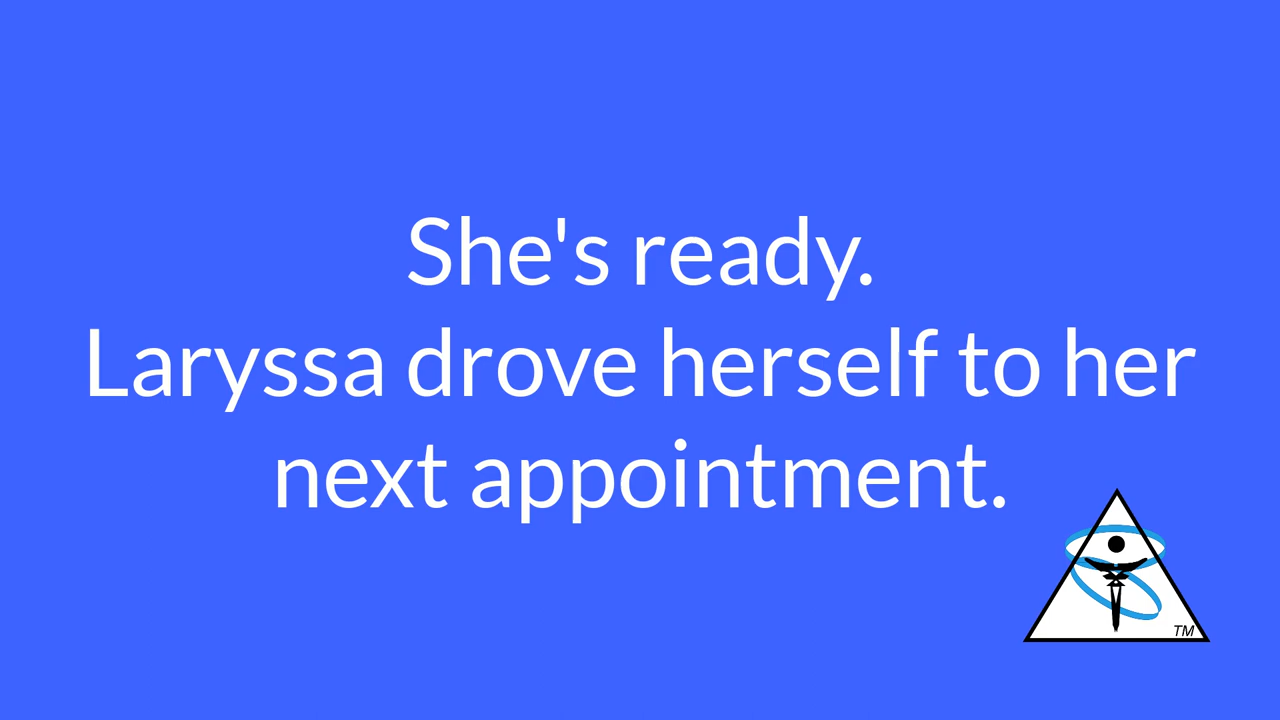 She's ready.
Laryssa drove herself to her
next appointment.
TM